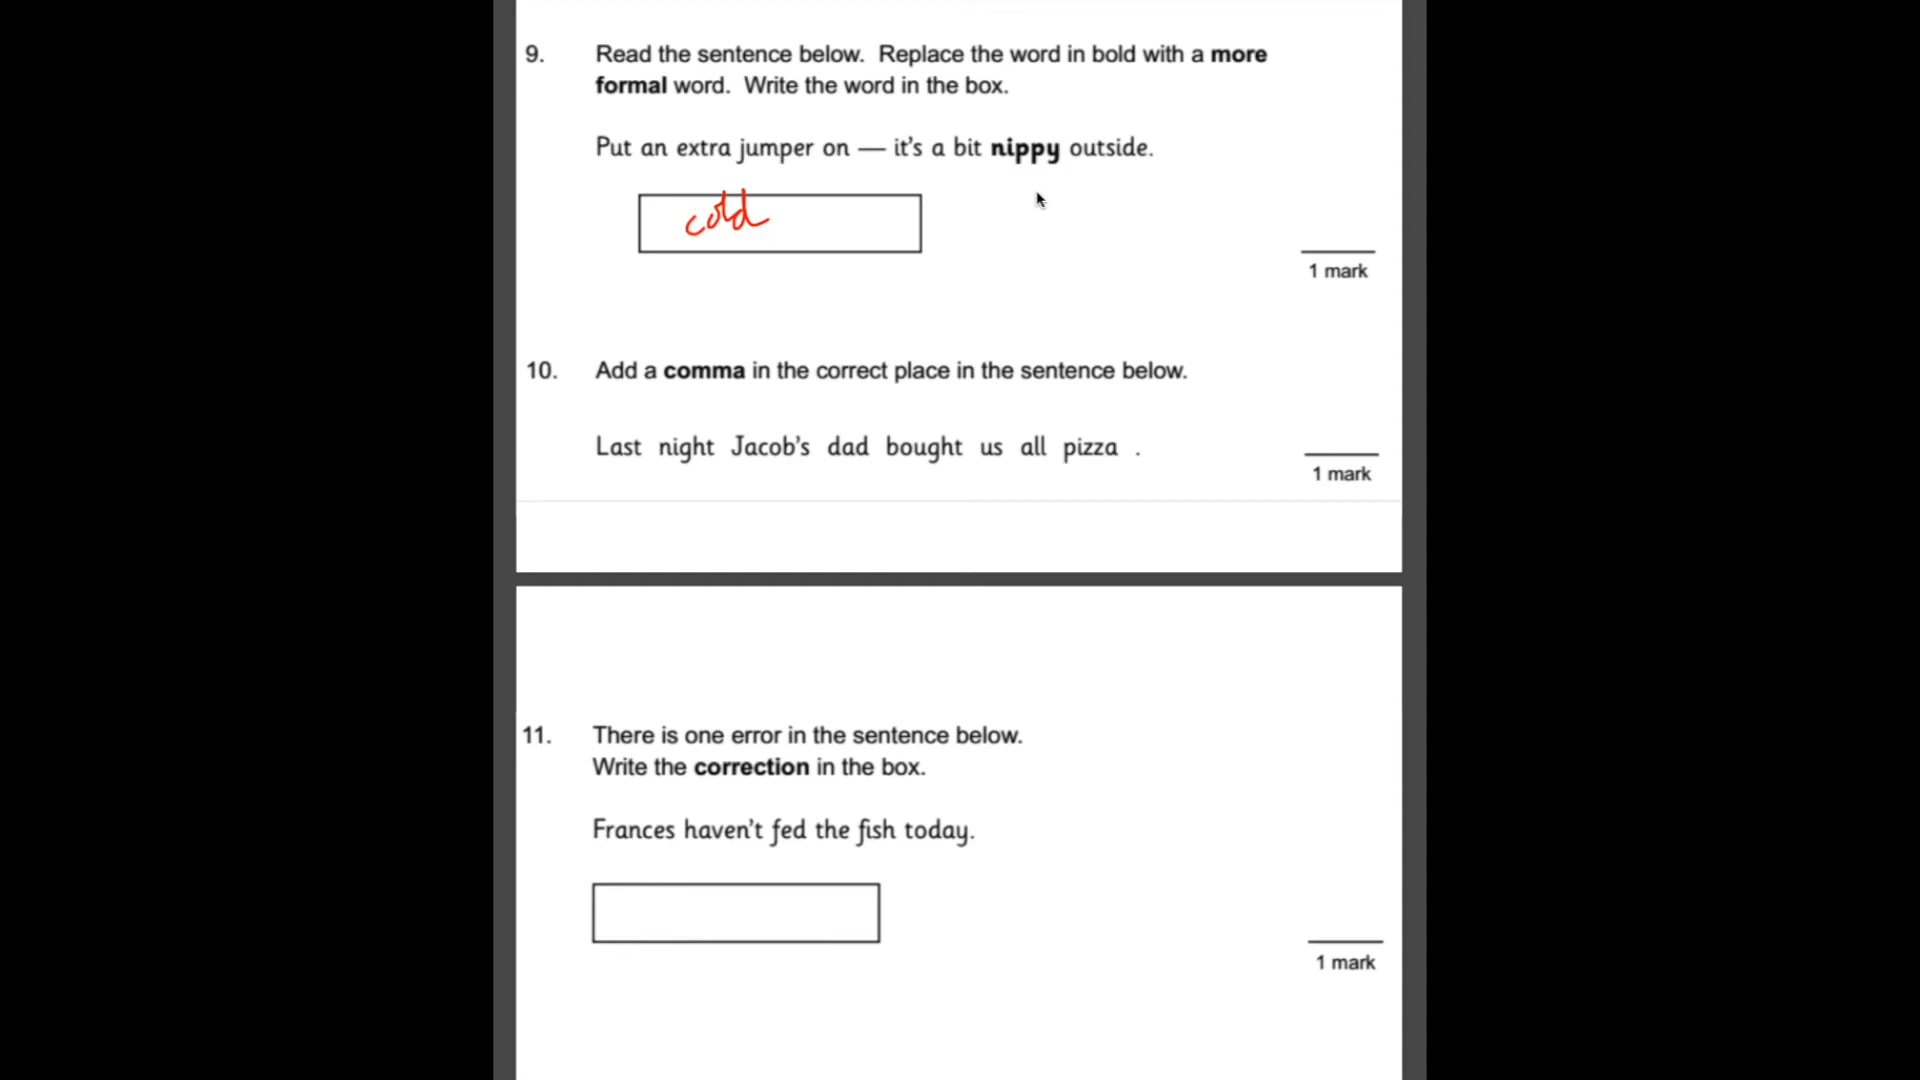 9. Read the sentence below. Replace the word in bold with a more
formal word. Write the word in the box.
Put an extra jumper on — it's a bit nippy outside.
cold
1 mark
10. Add a comma in the correct place in the sentence below.
Last night Jacob's dad bought us all pizza .
1 mark
11. There is one error in the sentence below.
Write the correction in the box.
Frances haven't fed the fish today.
1 mark